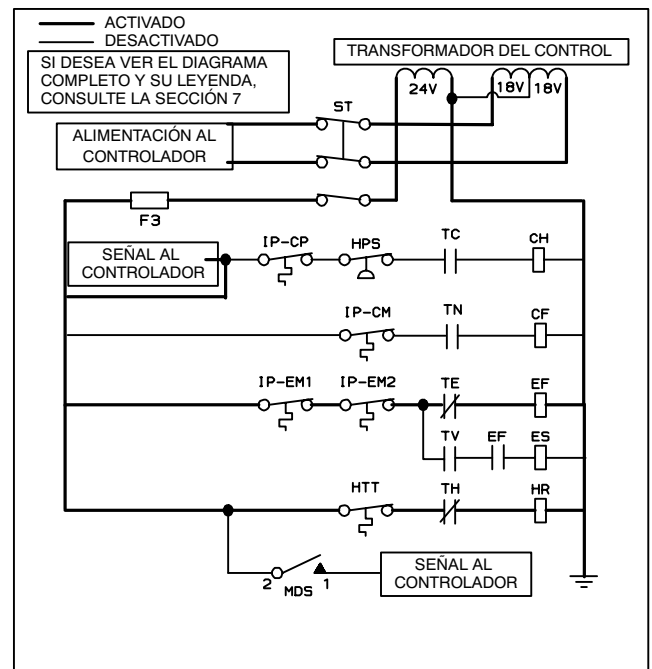 ACTIVADO
DESACTIVADO
SI DESEA VER EL DIAGRAMA
COMPLETO Y SU LEYENDA,
CONSULTE LA SECCIÓN 7
TRANSFORMADOR DEL CONTROL
24V
18V
18V
ST
ALIMENTACIÓN AL
CONTROLADOR
F3
SEÑAL AL
CONTROLADOR
IP-CP
HPS
TC
CH
IP-CM
TN
CF
IP-EM1
IP-EM2
TE
EF
TV
EF
ES
HTT
TH
HR
2
MDS
1
SEÑAL AL
CONTROLADOR